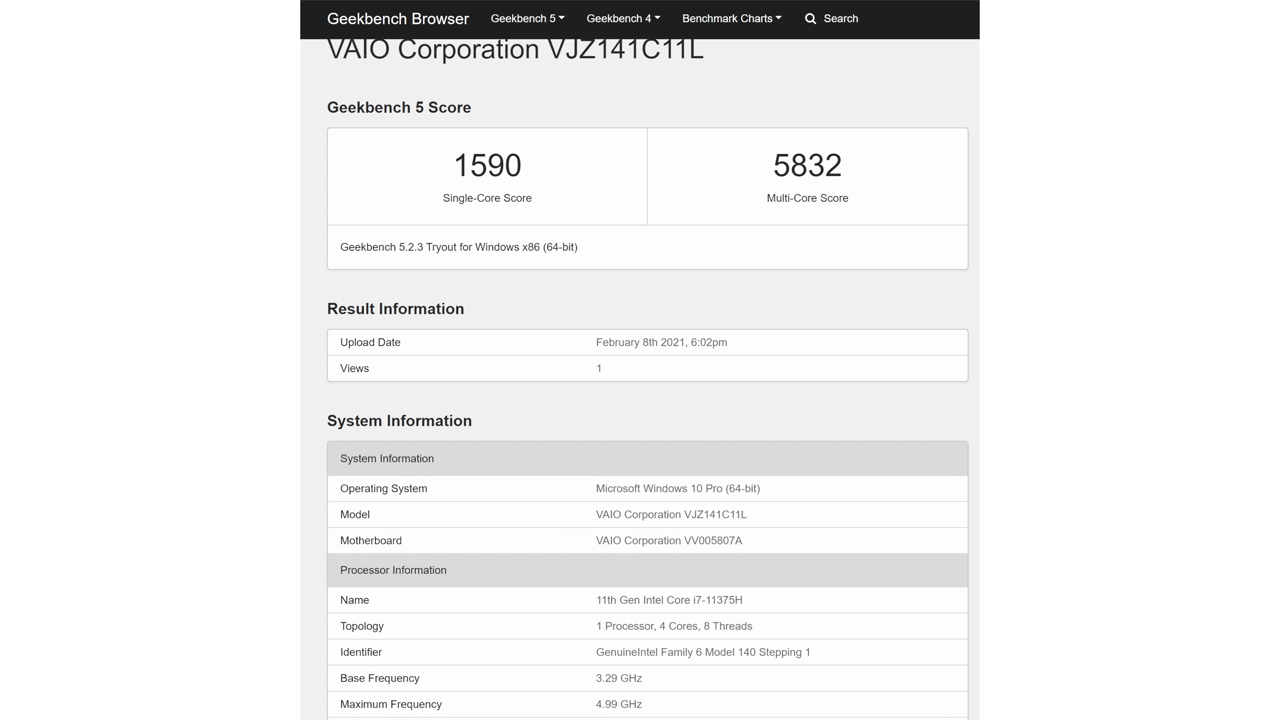 Geekbench Browser Geekbench 5 Geekbench 4 Benchmark Charts Search
VAIO Corporation VJZ141C11L
Geekbench 5 Score
1590 5832
Single-Core Score Multi-Core Score
Geekbench 5.2.3 Tryout for Windows x86 (64-bit)
Result Information
Upload Date February 8th 2021, 6:02pm
Views 1
System Information
System Information
Operating System Microsoft Windows 10 Pro (64-bit)
Model VAIO Corporation VJZ141C11L
Motherboard VAIO Corporation VV005807A
Processor Information
Name 11th Gen Intel Core i7-11375H
Topology 1 Processor, 4 Cores, 8 Threads
Identifier GenuineIntel Family 6 Model 140 Stepping 1
Base Frequency 3.29 GHz
Maximum Frequency 4.99 GHz